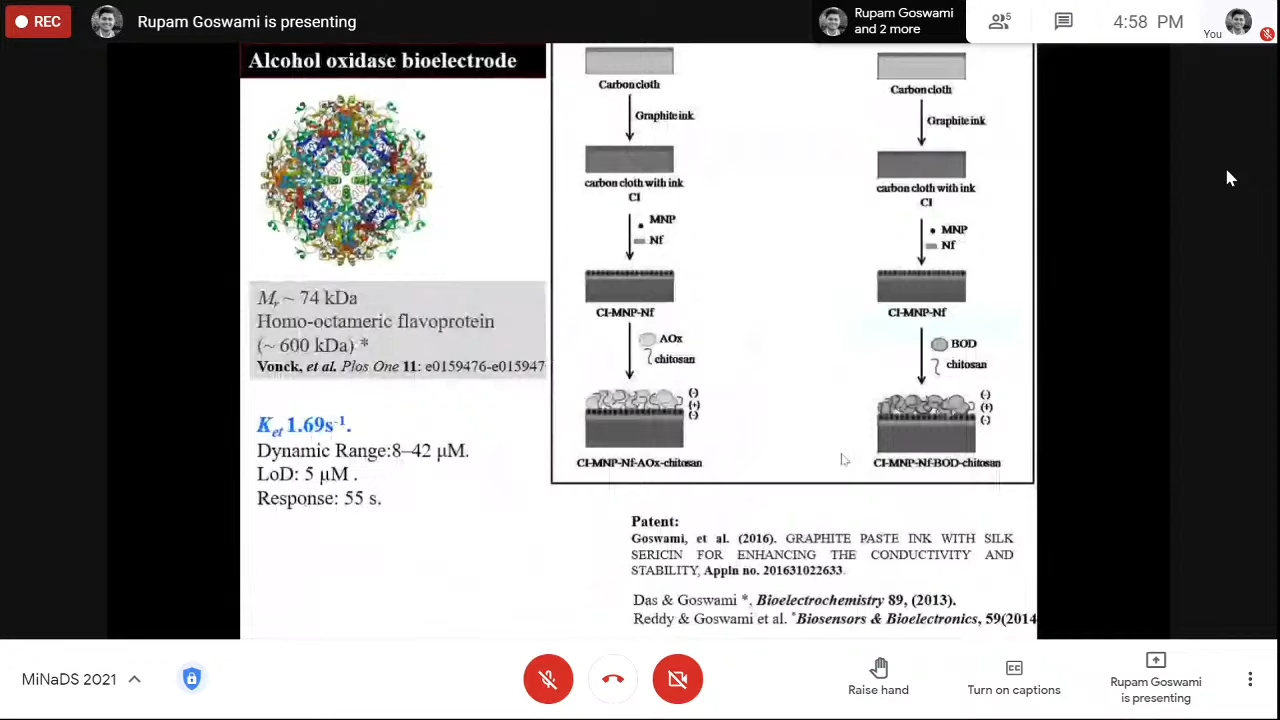 REC
Rupam Goswami is presenting
Rupam Goswami
and 2 more
5
4:58 PM
You
Alcohol oxidase bioelectrode
Mr ~ 74 kDa
Homo-octameric flavoprotein
(~ 600 kDa) *
Vonck, et al. Plos One 11: e0159476-e015947
Ket 1.69s-1.
Dynamic Range:8–42 μM.
LoD: 5 μM .
Response: 55 s.
Carbon cloth
Graphite ink
carbon cloth with ink
CI
MNP
Nf
CI-MNP-Nf
AOx
chitosan
(-)
(+)
(-)
CI-MNP-Nf-AOx-chitosan
Carbon cloth
Graphite ink
carbon cloth with ink
CI
MNP
Nf
CI-MNP-Nf
BOD
chitosan
(-)
(+)
(-)
CI-MNP-Nf-BOD-chitosan
Patent:
Goswami, et al. (2016). GRAPHITE PASTE INK WITH SILK
SERICIN FOR ENHANCING THE CONDUCTIVITY AND
STABILITY, Appln no. 201631022633.
Das & Goswami *, Bioelectrochemistry 89, (2013).
Reddy & Goswami et al. *Biosensors & Bioelectronics, 59(2014
MiNaDS 2021
Raise hand
Turn on captions
Rupam Goswami
is presenting